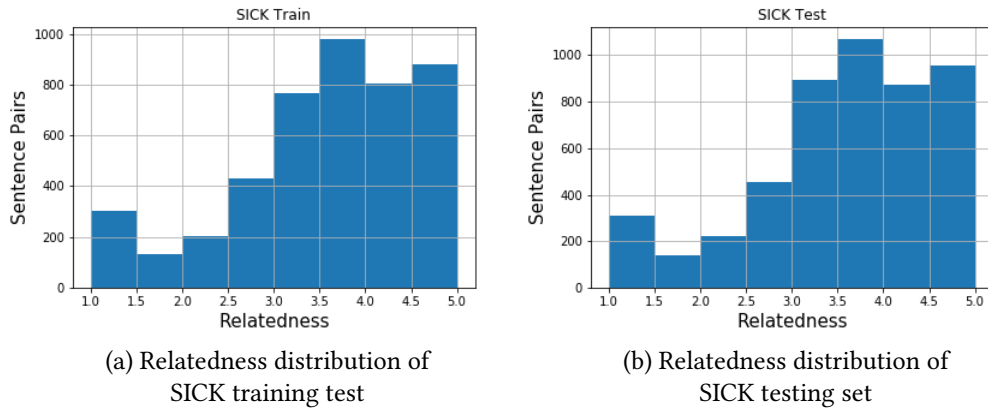 SICK Train
1000
800
600
400
200
0
Sentence Pairs
1.0 1.5 2.0 2.5 3.0 3.5 4.0 4.5 5.0
Relatedness
(a) Relatedness distribution of
SICK training test
SICK Test
1000
800
600
400
200
0
Sentence Pairs
1.0 1.5 2.0 2.5 3.0 3.5 4.0 4.5 5.0
Relatedness
(b) Relatedness distribution of
SICK testing set